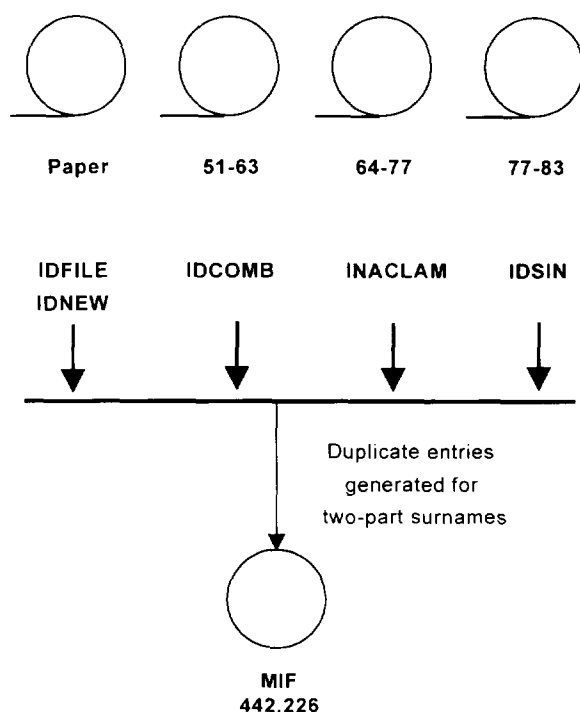 Paper 51-63 64-77 77-83
IDFILE IDCOMB INACLAM IDSIN
IDNEW
Duplicate entries
generated for
two-part surnames
MIF
442,226